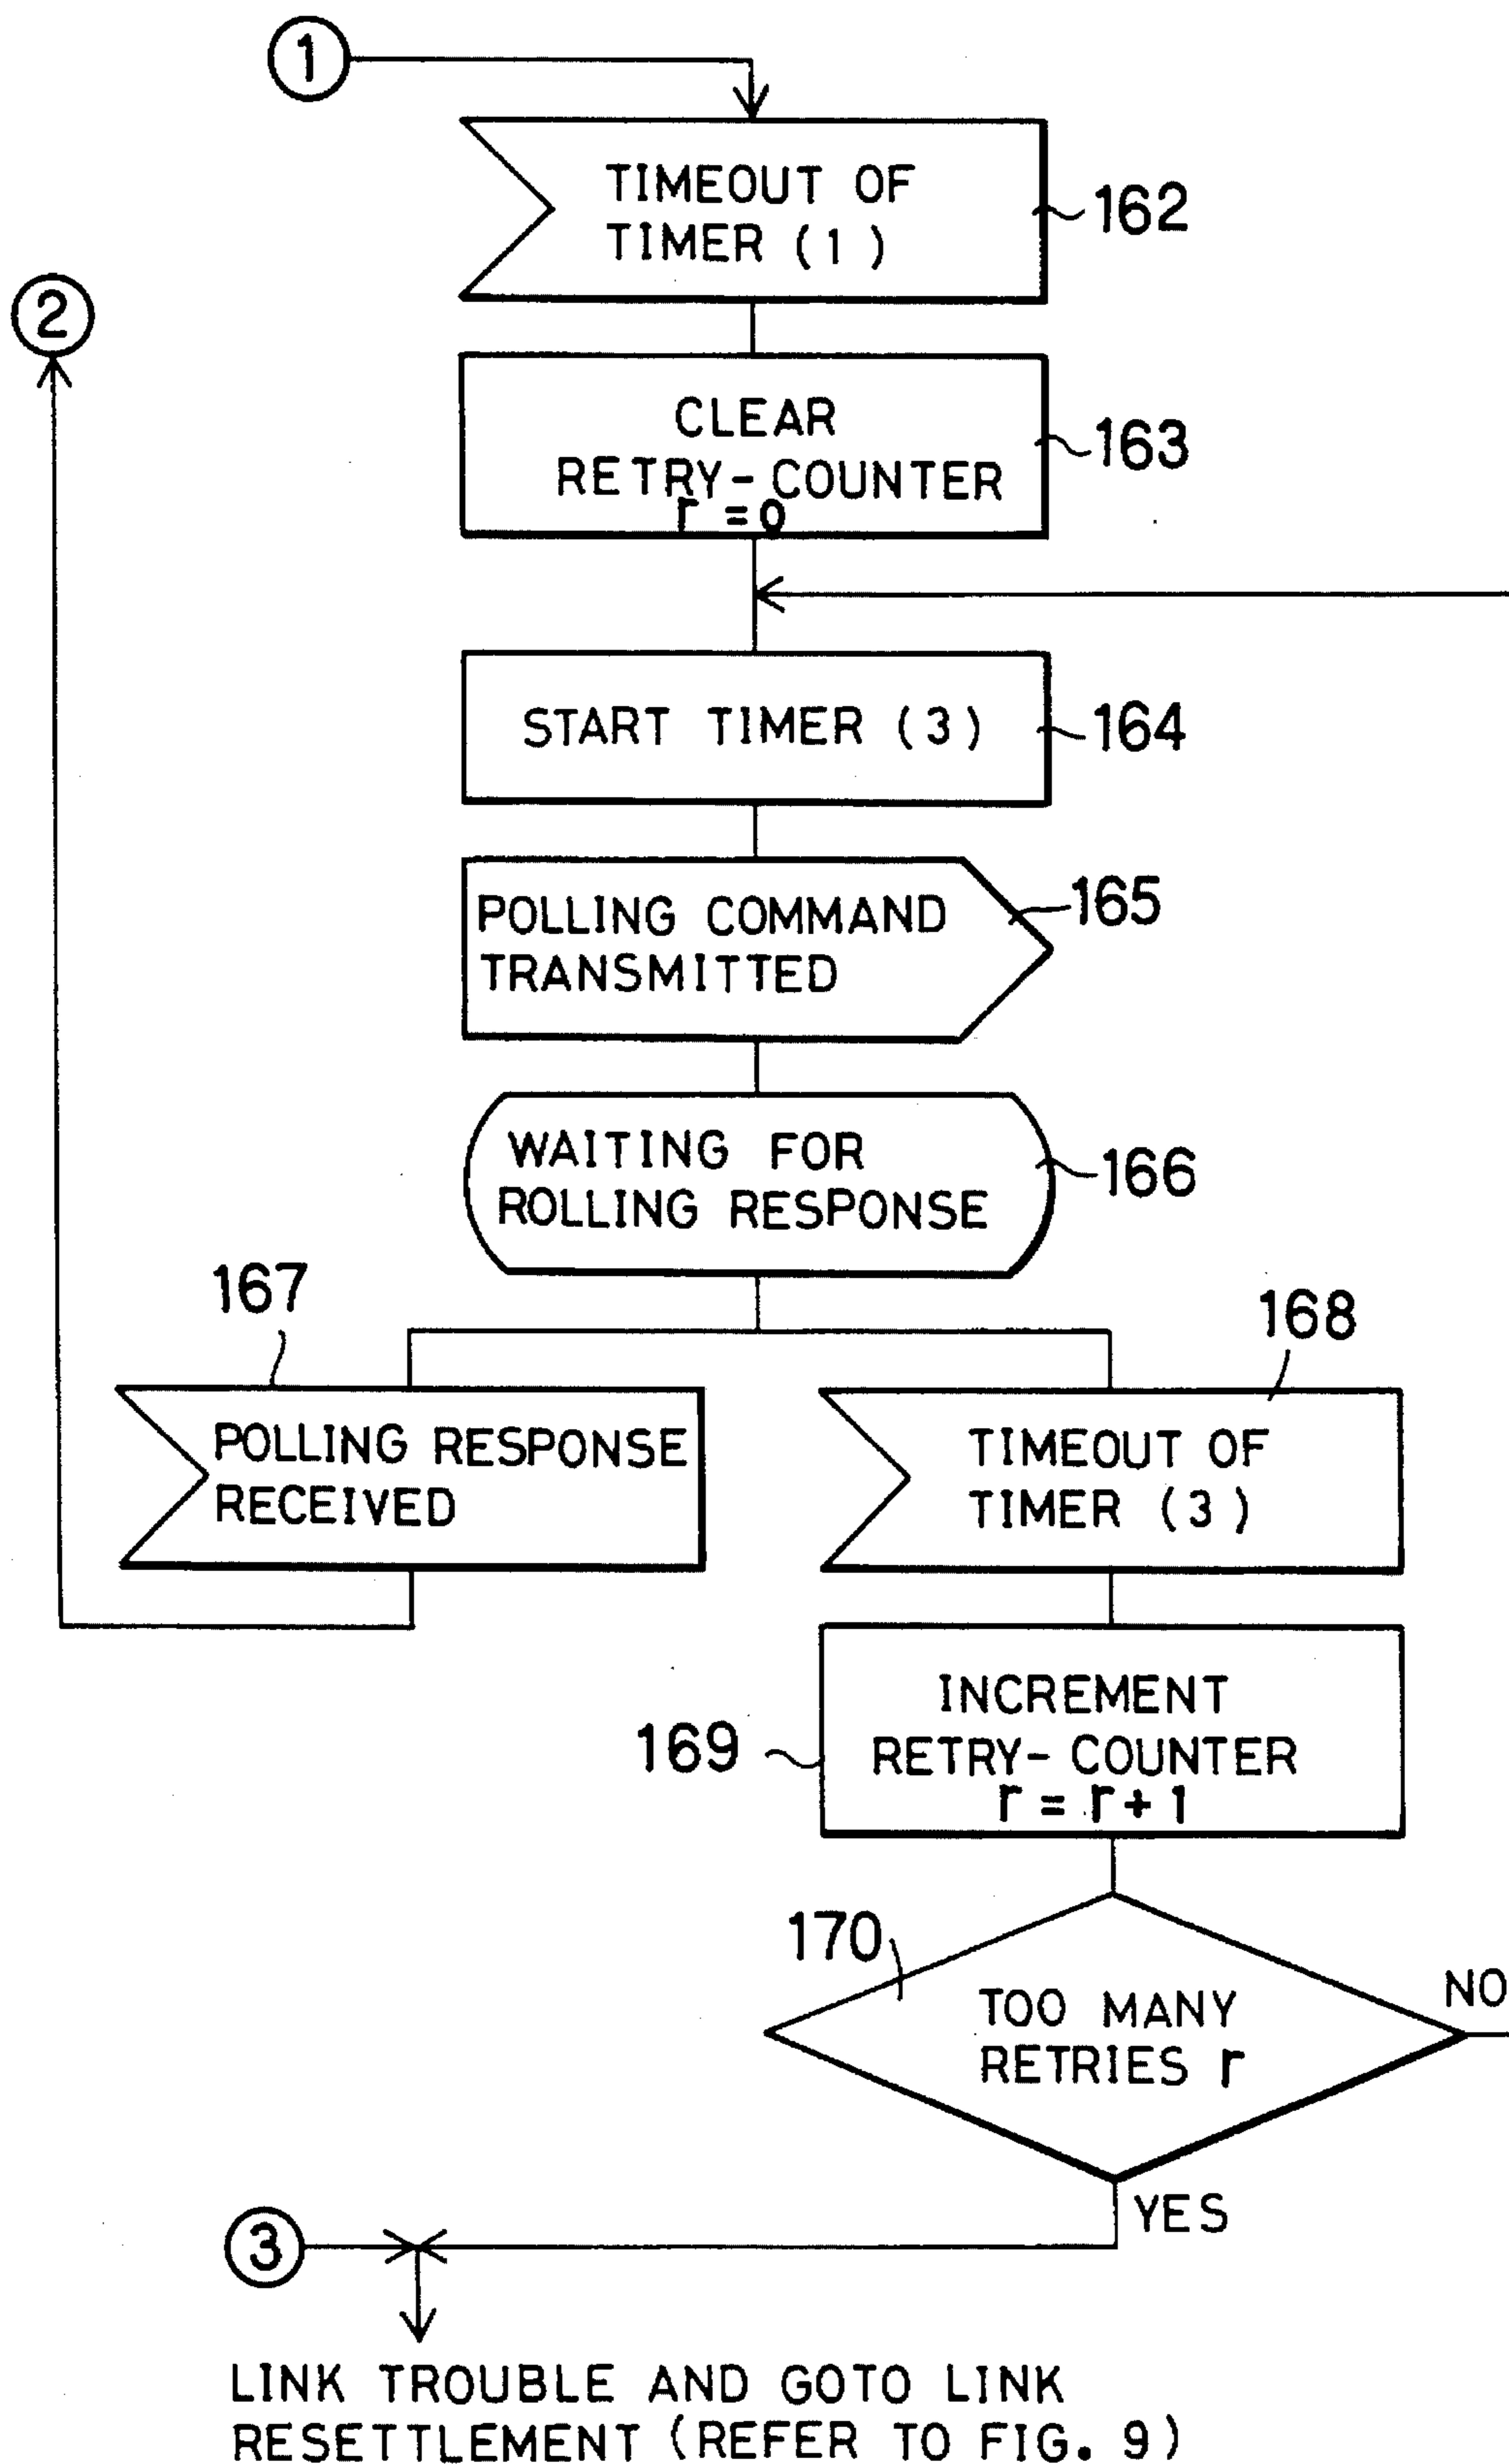 1
TIMEOUT OF
TIMER (1)
162
2
CLEAR
RETRY-COUNTER
r = 0
163
START TIMER (3)
164
POLLING COMMAND
TRANSMITTED
165
WAITING FOR
ROLLING RESPONSE
166
167
168
POLLING RESPONSE
RECEIVED
TIMEOUT OF
TIMER (3)
INCREMENT
RETRY-COUNTER
r = r + 1
169
170
TOO MANY
RETRIES r
NO
YES
3
LINK TROUBLE AND GOTO LINK
RESETTLEMENT (REFER TO FIG. 9)